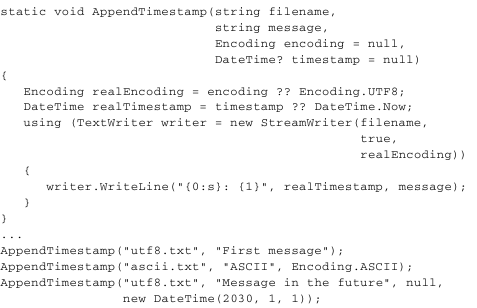 static void AppendTimestamp(string filename,
                            string message,
                            Encoding encoding = null,
                            DateTime? timestamp = null)
{
   Encoding realEncoding = encoding ?? Encoding.UTF8;
   DateTime realTimestamp = timestamp ?? DateTime.Now;
   using (TextWriter writer = new StreamWriter(filename,
                                               true,
                                               realEncoding))
   {
      writer.WriteLine("{0:s}: {1}", realTimestamp, message);
   }
}
...
AppendTimestamp("utf8.txt", "First message");
AppendTimestamp("ascii.txt", "ASCII", Encoding.ASCII);
AppendTimestamp("utf8.txt", "Message in the future", null,
                new DateTime(2030, 1, 1));